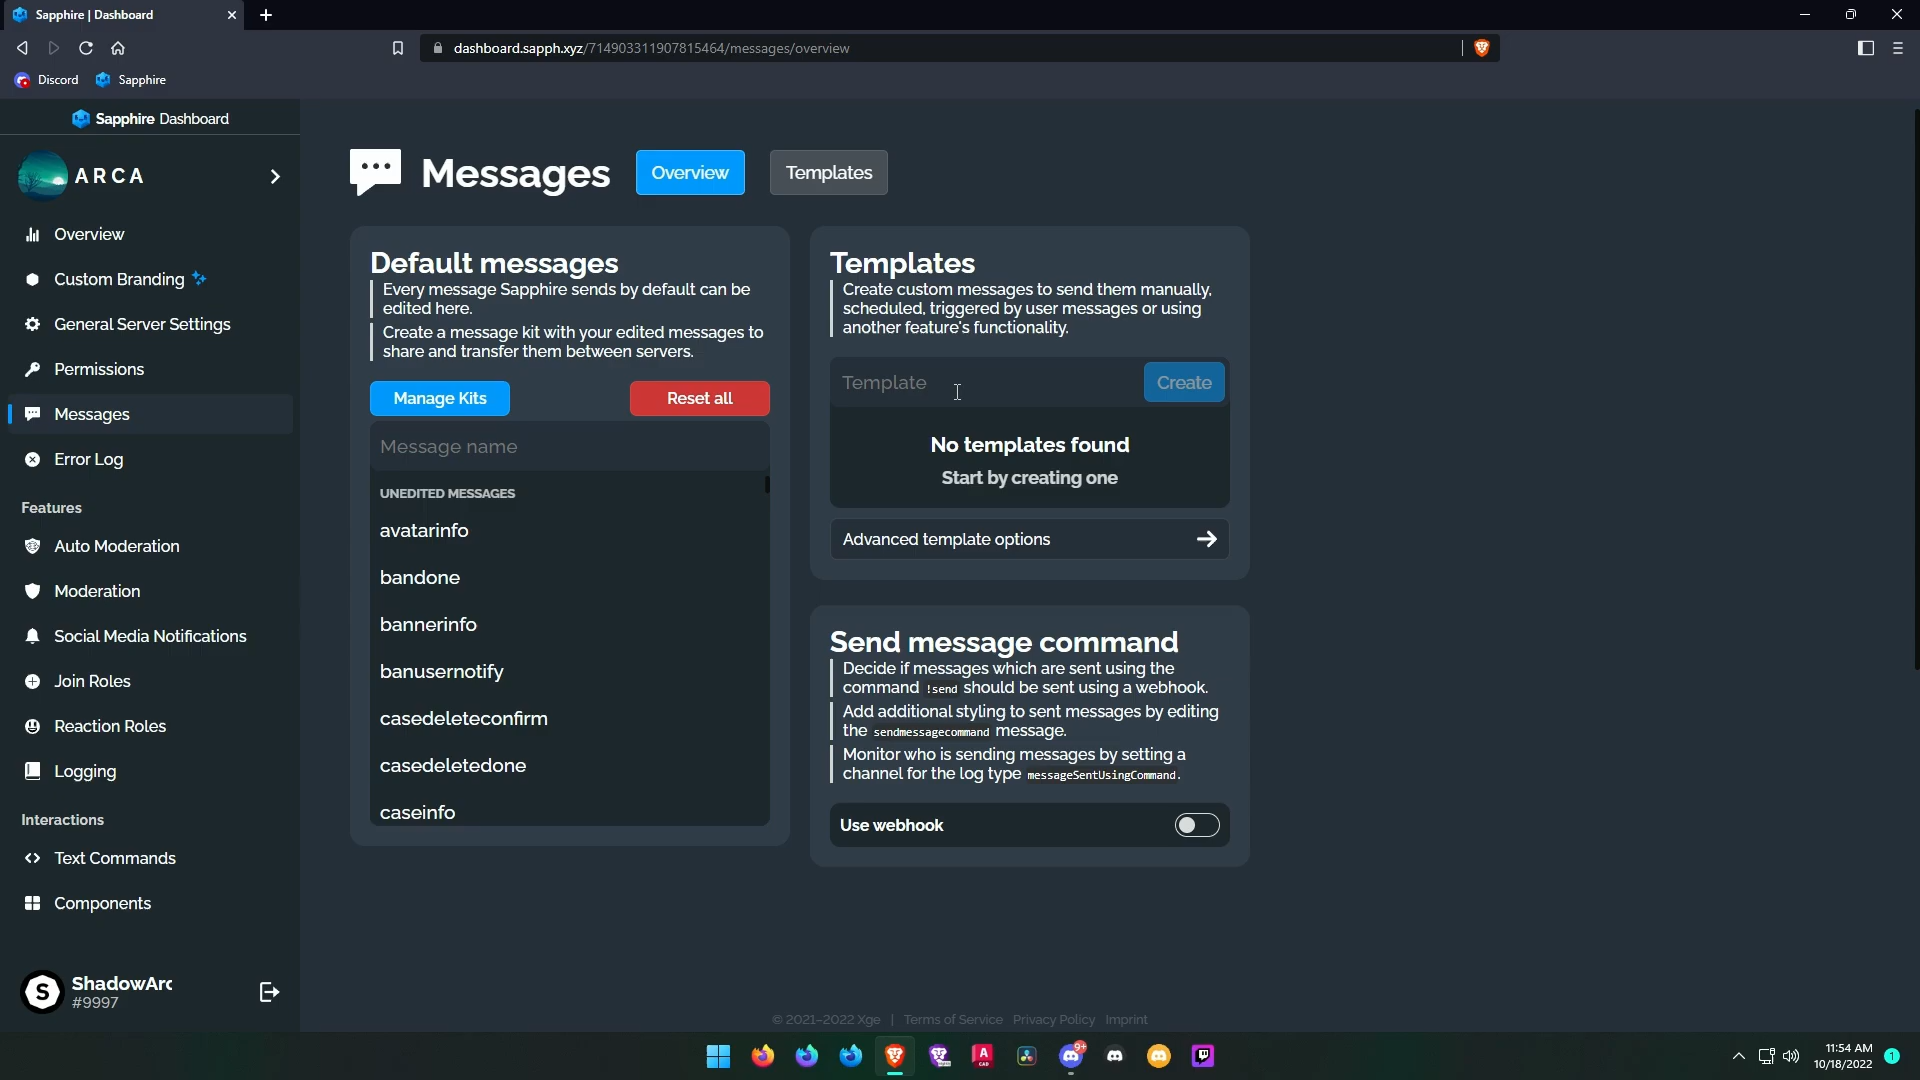 Sapphire | Dashboard
dashboard.sapph.xyz/714903311907815464/messages/overview
Discord
Sapphire
Sapphire Dashboard
ARCA
Overview
Custom Branding
General Server Settings
Permissions
Messages
Error Log
Features
Auto Moderation
Moderation
Social Media Notifications
Join Roles
Reaction Roles
Logging
Interactions
Text Commands
Components
S
ShadowArc
#9997
Messages
Overview
Templates
Default messages
Every message Sapphire sends by default can be
edited here.
Create a message kit with your edited messages to
share and transfer them between servers.
Manage Kits
Reset all
Message name
UNEDITED MESSAGES
avatarinfo
bandone
bannerinfo
banusernotify
casedeleteconfirm
casedeletedone
caseinfo
Templates
Create custom messages to send them manually,
scheduled, triggered by user messages or using
another feature's functionality.
Template
Create
No templates found
Start by creating one
Advanced template options
Send message command
Decide if messages which are sent using the
command !send should be sent using a webhook.
Add additional styling to sent messages by editing
the sendmessagecommand message.
Monitor who is sending messages by setting a
channel for the log type messageSentUsingCommand.
Use webhook
© 2021-2022 Xge | Terms of Service Privacy Policy Imprint
9+
11:54 AM
10/18/2022
1